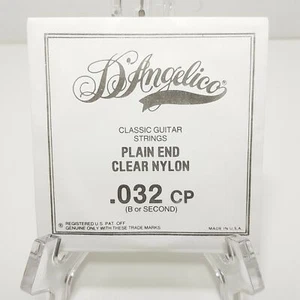 D'Angelico®
CLASSIC GUITAR
STRINGS
PLAIN END
CLEAR NYLON
.032 CP
(B or SECOND)
® REGISTERED U.S. PAT. OFF. MADE IN U.S.A.
GENUINE ONLY WITH THESE TRADE MARKS.